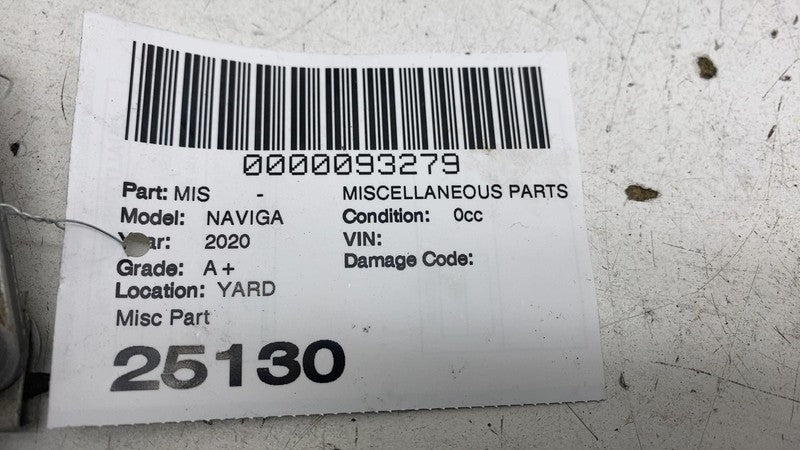 0000093279
Part: MIS - MISCELLANEOUS PARTS
Model: NAVIGA Condition: 0cc
Year: 2020 VIN:
Grade: A+ Damage Code:
Location: YARD
Misc Part
25130